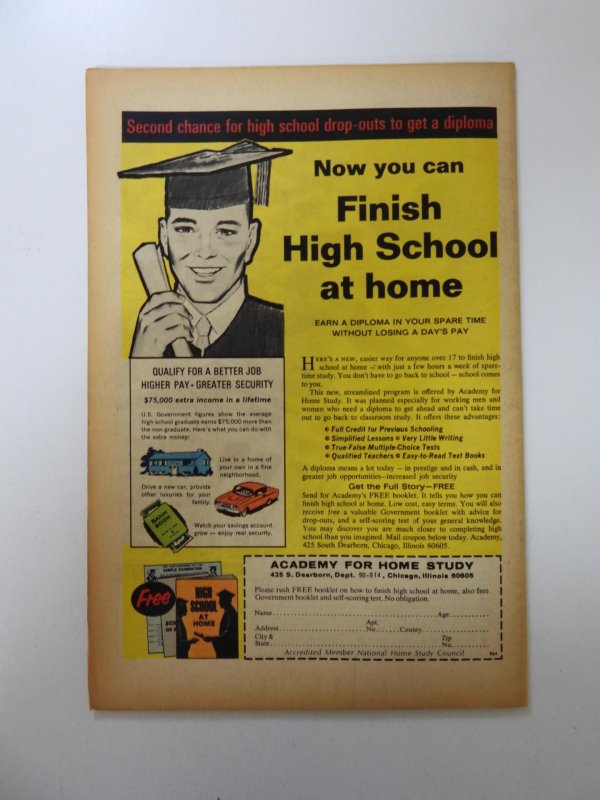 Second chance for high school drop-outs to get a diploma
Now you can
Finish
High School
at home
EARN A DIPLOMA IN YOUR SPARE TIME
WITHOUT LOSING A DAY'S PAY
QUALIFY FOR A BETTER JOB
HIGHER PAY • GREATER SECURITY
$75,000 extra income in a lifetime
U.S. Government figures show the average
high school graduate earns $75,000 more than
the non-graduate. Here's what you can do with
the extra money:
Live in a home of
your own in a fine
neighborhood.
Drive a new car, provide
other luxuries for your
family.
BANK
BOOK
Watch your savings account
grow — enjoy real security.
HERE'S A NEW, easier way for anyone over 17 to finish high
school at home — with just a few hours a week of spare-
time study. You don't have to go back to school — school comes
to you.
This new, streamlined program is offered by Academy for
Home Study. It was planned especially for working men and
women who need a diploma to get ahead and can't take time
out to go back to classroom study. It offers these advantages:
• Full Credit for Previous Schooling
• Simplified Lessons • Very Little Writing
• True-False Multiple-Choice Tests
• Qualified Teachers • Easy-to-Read Text Books
A diploma means a lot today — in prestige and in cash, and in
greater job opportunities—increased job security
Get the Full Story—FREE
Send for Academy's FREE booklet. It tells you how you can
finish high school at home. Low cost, easy terms. You will also
receive free a valuable Government booklet with advice for
drop-outs, and a self-scoring test of your general knowledge.
You may discover you are much closer to completing high
school than you imagined. Mail coupon below today. Academy,
425 South Dearborn, Chicago, Illinois 60605.
SAMPLE EXAMINATION
Free
HIGH
SCHOOL
AT
HOME
ACADEMY FOR HOME STUDY
425 S. Dearborn, Dept. 90-914, Chicago, Illinois 60605
Please rush FREE booklet on how to finish high school at home, also free
Government booklet and self-scoring test. No obligation.
Name Age
Apt.
Address No. County
City & Zip
State No.
Accredited Member National Home Study Council